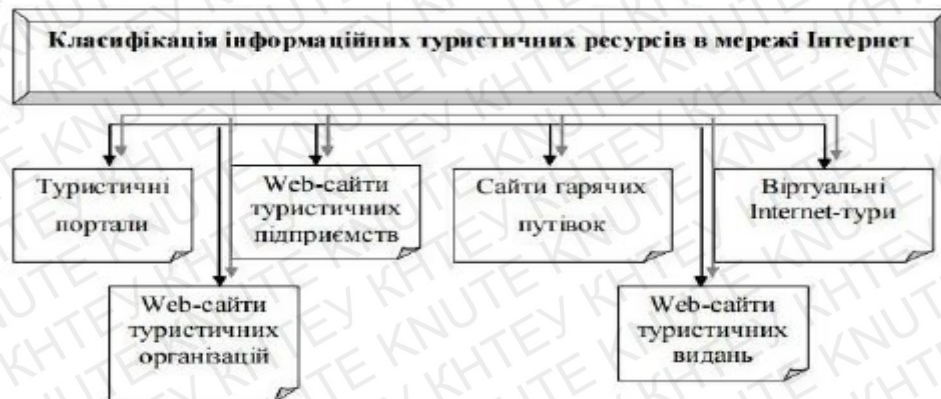 Класифікація інформаційних туристичних ресурсів в мережі Інтернет
Туристичні
портали
Web-сайти
туристичних
підприємств
Сайти гарячих
путівок
Віртуальні
Internet-тури
Web-сайти
туристичних
організацій
Web-сайти
туристичних
видань